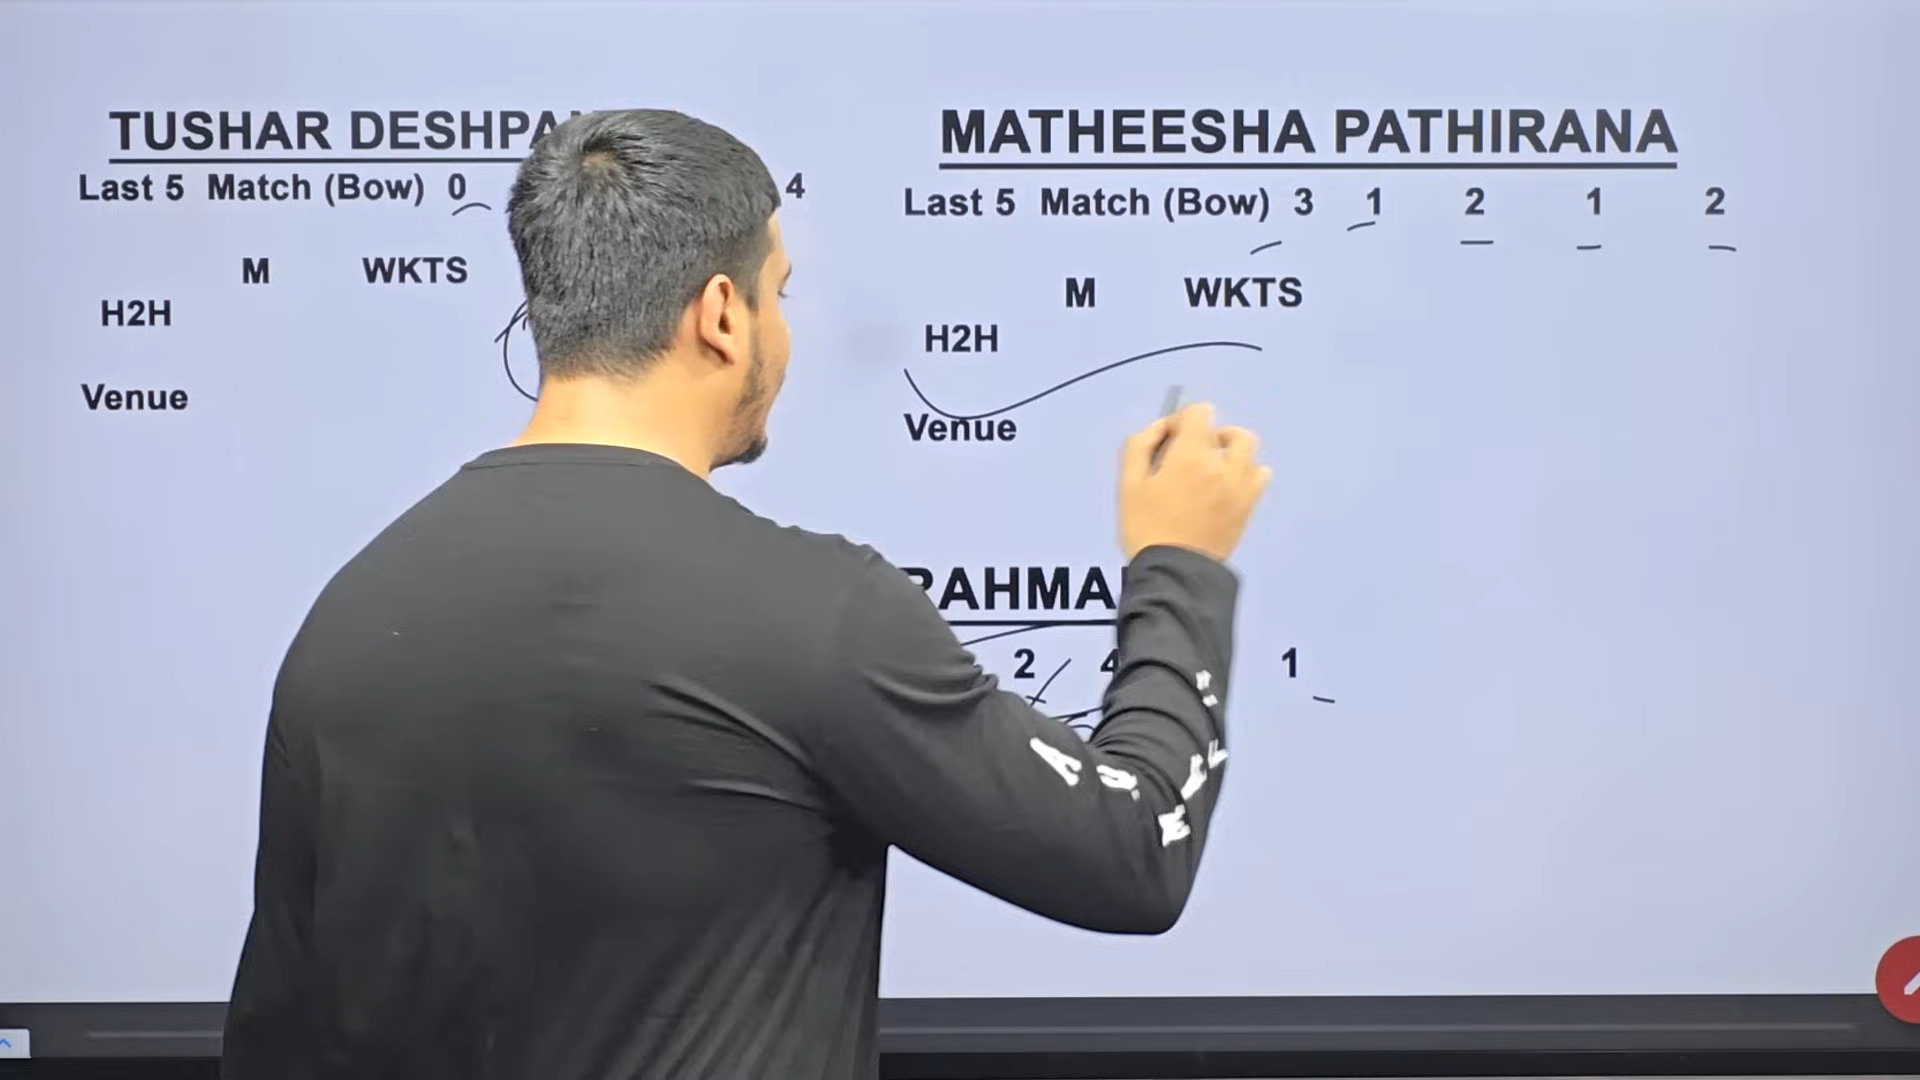 TUSHAR DESHPA
Last 5 Match (Bow) 0 4
M WKTS
H2H
Venue
MATHEESHA PATHIRANA
Last 5 Match (Bow) 3 1 2 1 2
M WKTS
H2H
Venue
RAHMA
2 4 1